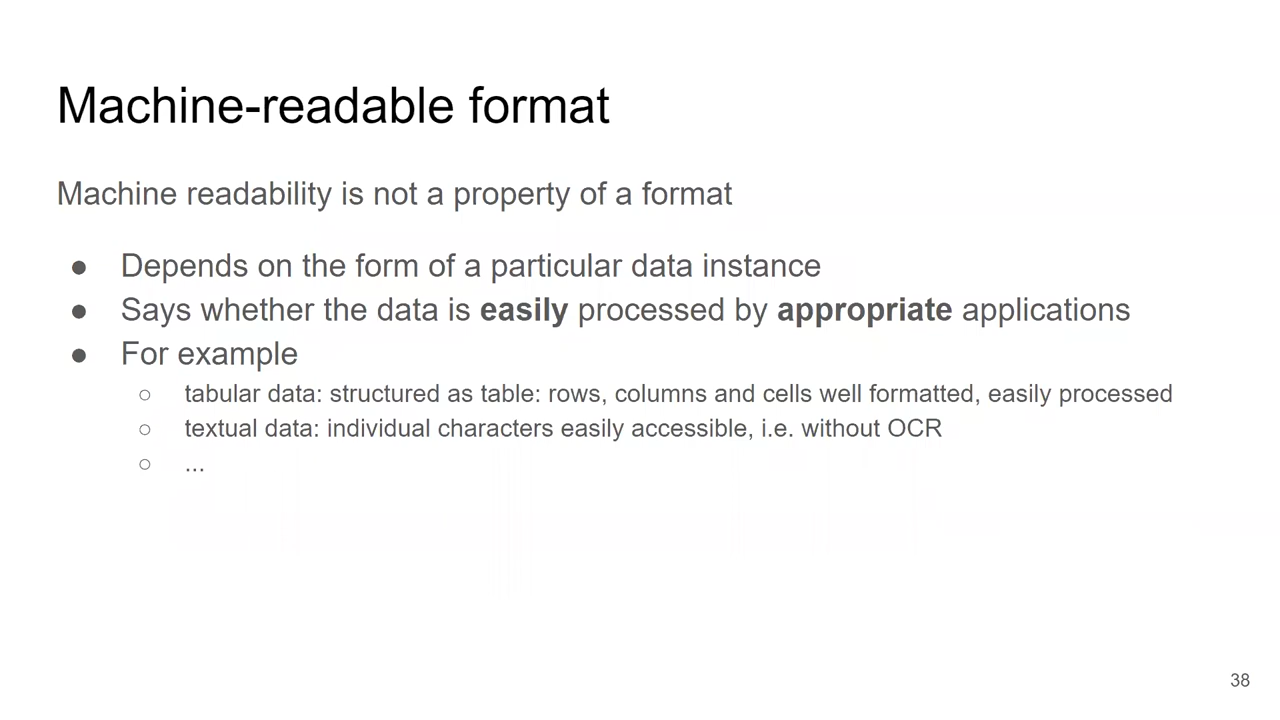 Machine-readable format
Machine readability is not a property of a format
● Depends on the form of a particular data instance
● Says whether the data is easily processed by appropriate applications
● For example
○ tabular data: structured as table: rows, columns and cells well formatted, easily processed
○ textual data: individual characters easily accessible, i.e. without OCR
○ ...
38